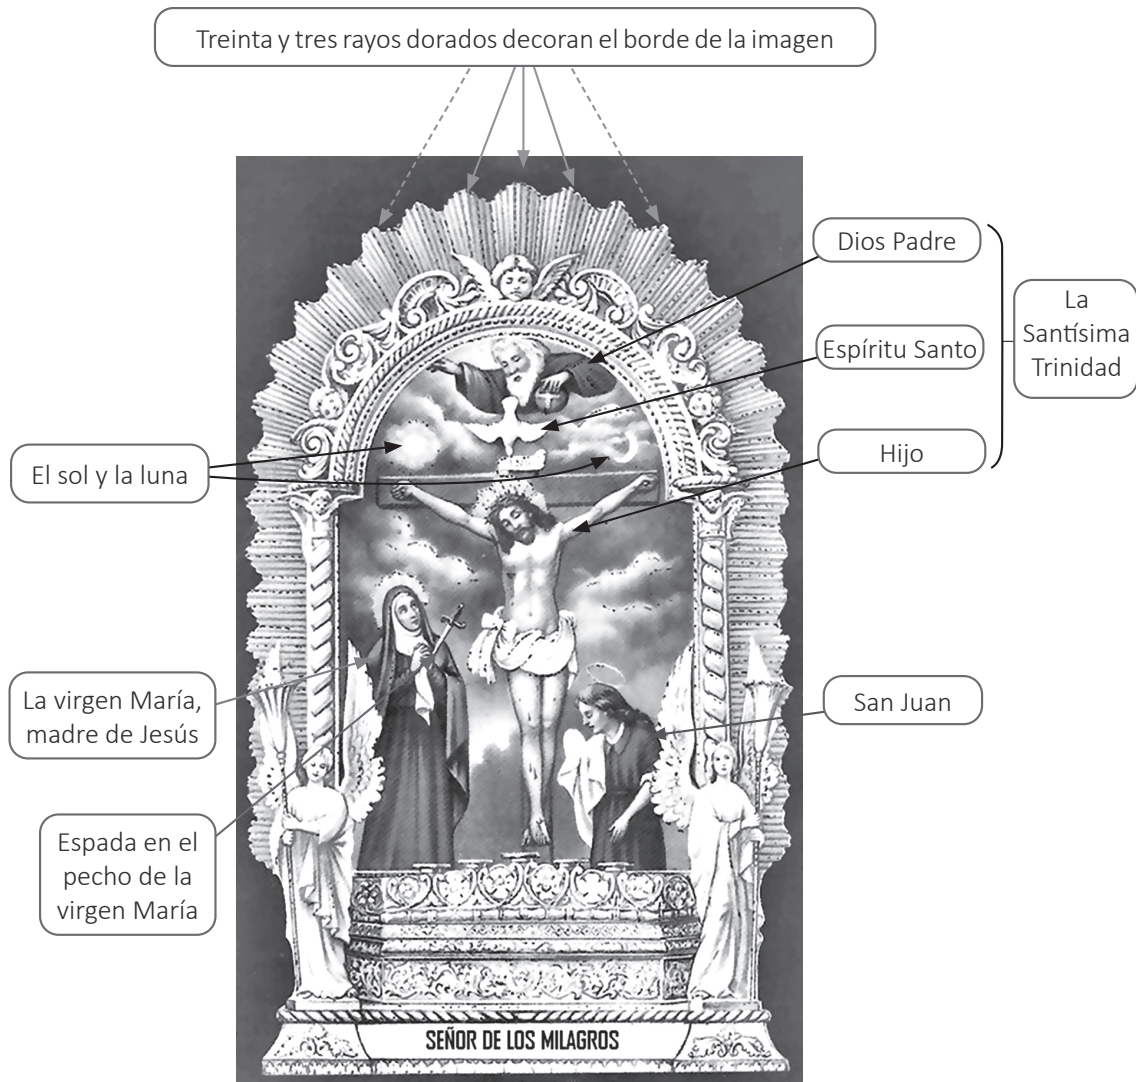 Treinta y tres rayos dorados decoran el borde de la imagen
Dios Padre
Espíritu Santo
Hijo
La
Santísima
Trinidad
El sol y la luna
La virgen María,
madre de Jesús
San Juan
Espada en el
pecho de la
virgen María
SEÑOR DE LOS MILAGROS